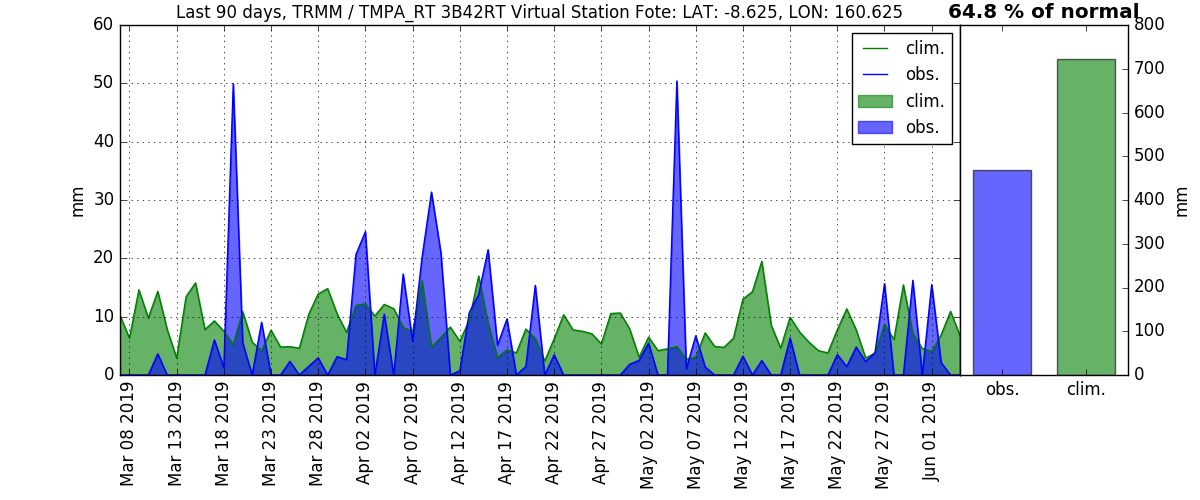 Last 90 days, TRMM / TMPA_RT 3B42RT Virtual Station Fote: LAT: -8.625, LON: 160.625
64.8 % of normal
60
50
40
30
20
10
0
mm
clim.
obs.
clim.
obs.
800
700
600
500
400
300
200
100
0
mm
obs.
clim.
Mar 08 2019
Mar 13 2019
Mar 18 2019
Mar 23 2019
Mar 28 2019
Apr 02 2019
Apr 07 2019
Apr 12 2019
Apr 17 2019
Apr 22 2019
Apr 27 2019
May 02 2019
May 07 2019
May 12 2019
May 17 2019
May 22 2019
May 27 2019
Jun 01 2019